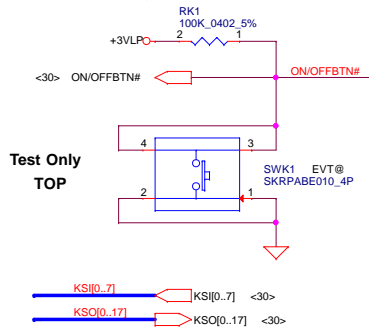 RK1
100K_0402_5%
+3VLP
2
1
<30> ON/OFFBTN#
ON/OFFBTN#
4
3
Test Only
TOP
2
1
SWK1 EVT@
SKRPABE010_4P
KSI[0..7]
KSI[0..7] <30>
KSO[0..17]
KSO[0..17] <30>